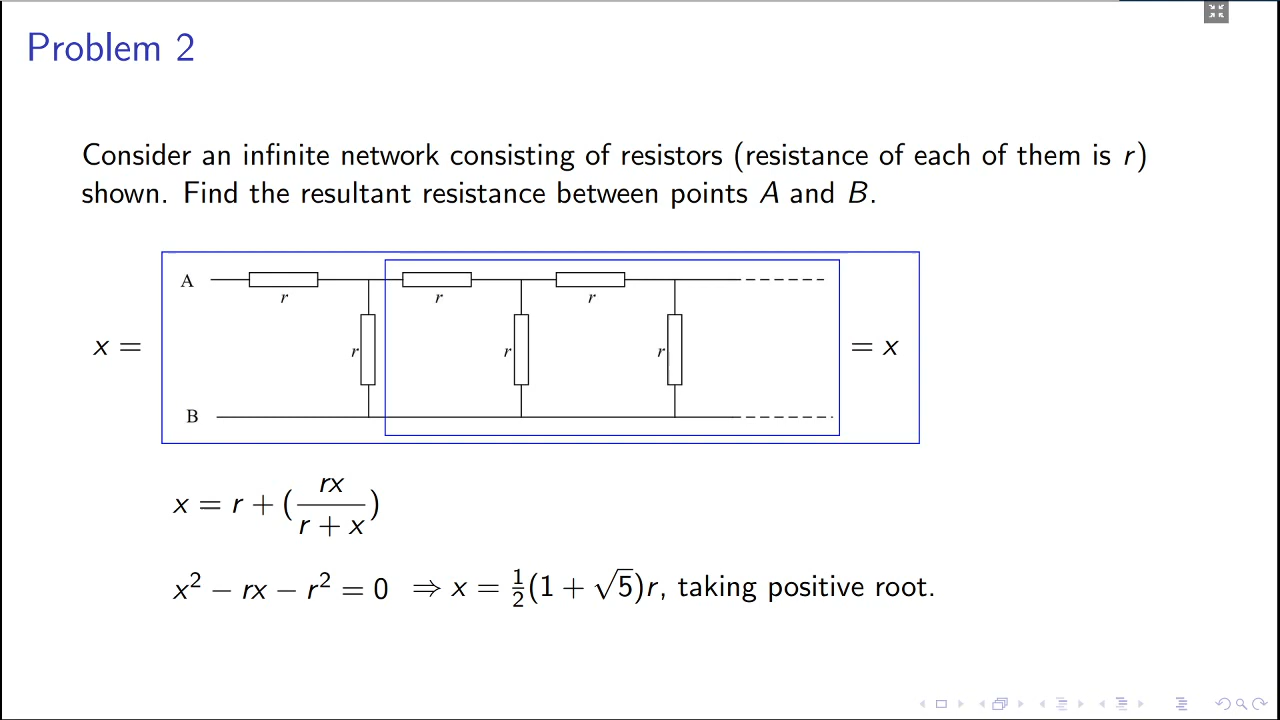 Problem 2
Consider an infinite network consisting of resistors (resistance of each of them is r)
shown. Find the resultant resistance between points A and B.
A
r
r
r
x =
r
r
r
= x
B
x = r + (rx/(r + x))
x² − rx − r² = 0 ⇒ x = ½(1 + √5)r, taking positive root.